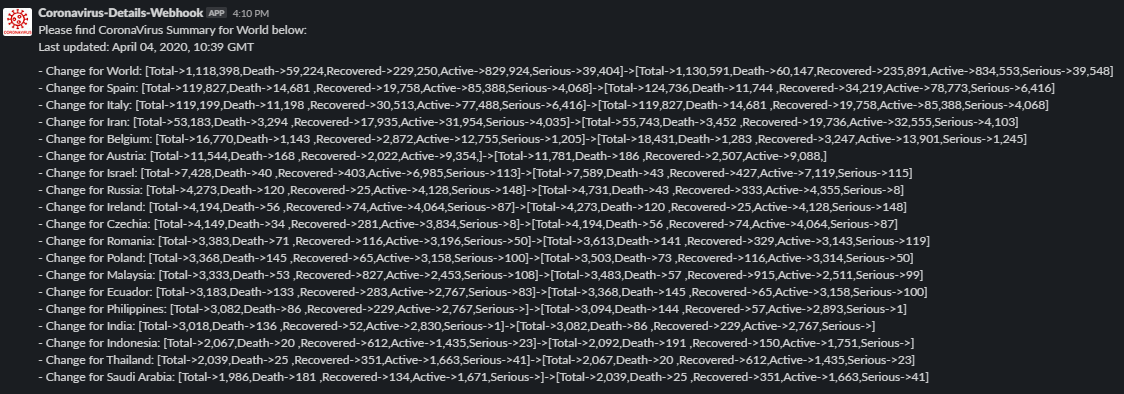 Coronavirus-Details-Webhook APP 4:10 PM
CORONAVIRUS
Please find CoronaVirus Summary for World below:
Last updated: April 04, 2020, 10:39 GMT
- Change for World: [Total->1,118,398,Death->59,224,Recovered->229,250,Active->829,924,Serious->39,404]->[Total->1,130,591,Death->60,147,Recovered->235,891,Active->834,553,Serious->39,548]
- Change for Spain: [Total->119,827,Death->14,681 ,Recovered->19,758,Active->85,388,Serious->4,068]->[Total->124,736,Death->11,744 ,Recovered->34,219,Active->78,773,Serious->6,416]
- Change for Italy: [Total->119,199,Death->11,198 ,Recovered->30,513,Active->77,488,Serious->6,416]->[Total->119,827,Death->14,681 ,Recovered->19,758,Active->85,388,Serious->4,068]
- Change for Iran: [Total->53,183,Death->3,294 ,Recovered->17,935,Active->31,954,Serious->4,035]->[Total->55,743,Death->3,452 ,Recovered->19,736,Active->32,555,Serious->4,103]
- Change for Belgium: [Total->16,770,Death->1,143 ,Recovered->2,872,Active->12,755,Serious->1,205]->[Total->18,431,Death->1,283 ,Recovered->3,247,Active->13,901,Serious->1,245]
- Change for Austria: [Total->11,544,Death->168 ,Recovered->2,022,Active->9,354,]->[Total->11,781,Death->186 ,Recovered->2,507,Active->9,088,]
- Change for Israel: [Total->7,428,Death->40 ,Recovered->403,Active->6,985,Serious->113]->[Total->7,589,Death->43 ,Recovered->427,Active->7,119,Serious->115]
- Change for Russia: [Total->4,273,Death->120 ,Recovered->25,Active->4,128,Serious->148]->[Total->4,731,Death->43 ,Recovered->333,Active->4,355,Serious->8]
- Change for Ireland: [Total->4,194,Death->56 ,Recovered->74,Active->4,064,Serious->87]->[Total->4,273,Death->120 ,Recovered->25,Active->4,128,Serious->148]
- Change for Czechia: [Total->4,149,Death->34 ,Recovered->281,Active->3,834,Serious->8]->[Total->4,194,Death->56 ,Recovered->74,Active->4,064,Serious->87]
- Change for Romania: [Total->3,383,Death->71 ,Recovered->116,Active->3,196,Serious->50]->[Total->3,613,Death->141 ,Recovered->329,Active->3,143,Serious->119]
- Change for Poland: [Total->3,368,Death->145 ,Recovered->65,Active->3,158,Serious->100]->[Total->3,503,Death->73 ,Recovered->116,Active->3,314,Serious->50]
- Change for Malaysia: [Total->3,333,Death->53 ,Recovered->827,Active->2,453,Serious->108]->[Total->3,483,Death->57 ,Recovered->915,Active->2,511,Serious->99]
- Change for Ecuador: [Total->3,183,Death->133 ,Recovered->283,Active->2,767,Serious->83]->[Total->3,368,Death->145 ,Recovered->65,Active->3,158,Serious->100]
- Change for Philippines: [Total->3,082,Death->86 ,Recovered->229,Active->2,767,Serious->]->[Total->3,094,Death->144 ,Recovered->57,Active->2,893,Serious->1]
- Change for India: [Total->3,018,Death->136 ,Recovered->52,Active->2,830,Serious->1]->[Total->3,082,Death->86 ,Recovered->229,Active->2,767,Serious->]
- Change for Indonesia: [Total->2,067,Death->20 ,Recovered->612,Active->1,435,Serious->23]->[Total->2,092,Death->191 ,Recovered->150,Active->1,751,Serious->]
- Change for Thailand: [Total->2,039,Death->25 ,Recovered->351,Active->1,663,Serious->41]->[Total->2,067,Death->20 ,Recovered->612,Active->1,435,Serious->23]
- Change for Saudi Arabia: [Total->1,986,Death->181 ,Recovered->134,Active->1,671,Serious->]->[Total->2,039,Death->25 ,Recovered->351,Active->1,663,Serious->41]